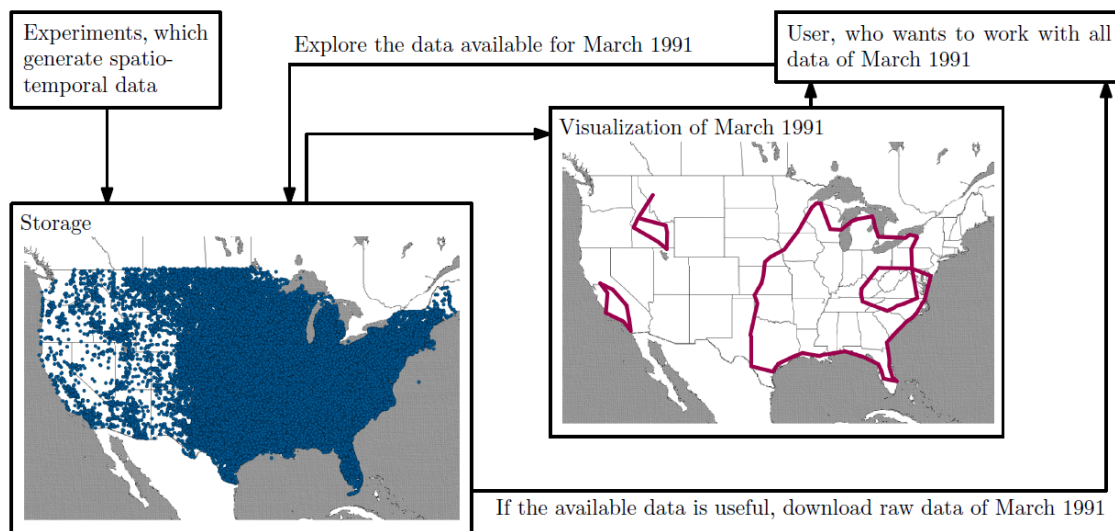 Experiments, which
generate spatio-
temporal data
Explore the data available for March 1991
User, who wants to work with all
data of March 1991
Visualization of March 1991
Storage
If the available data is useful, download raw data of March 1991